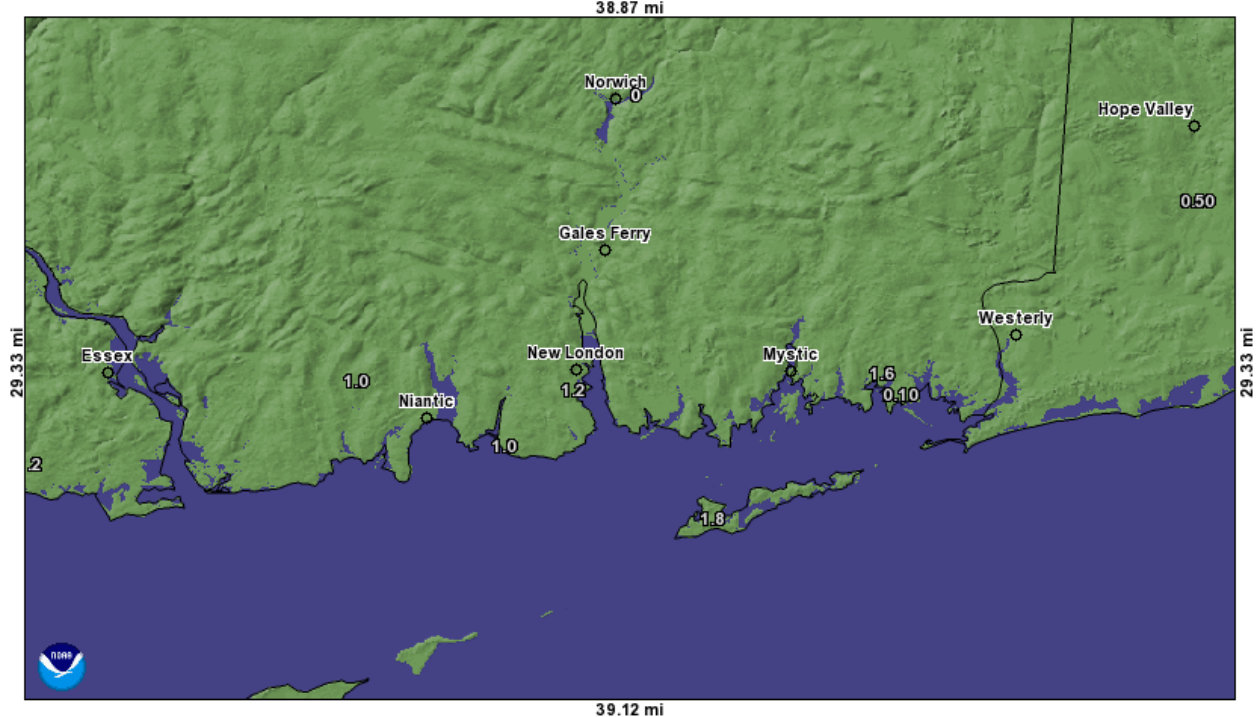 38.87 mi
Norwich
0
Hope Valley
0.50
Gales Ferry
Westerly
29.33 mi
Essex
New London
Mystic
29.33 mi
1.0
1.2
1.6
0.10
Niantic
1.0
.2
1.8
NOAA
39.12 mi